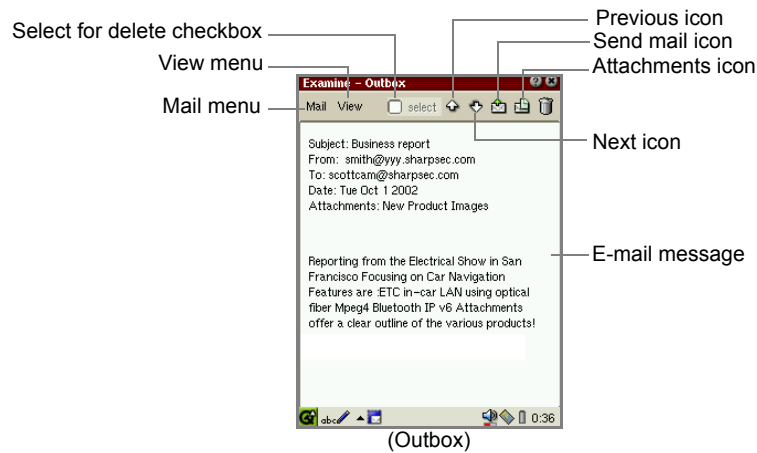 Previous icon
Select for delete checkbox
Send mail icon
View menu
Attachments icon
Examine – Outbox
Mail menu
Mail View select
Next icon
Subject: Business report
From: smith@yyy.sharpsec.com
To: scottcam@sharpsec.com
Date: Tue Oct 1 2002
Attachments: New Product Images
E-mail message
Reporting from the Electrical Show in San
Francisco Focusing on Car Navigation
Features are :ETC in-car LAN using optical
fiber Mpeg4 Bluetooth IP v6 Attachments
offer a clear outline of the various products!
abc 0:36
(Outbox)